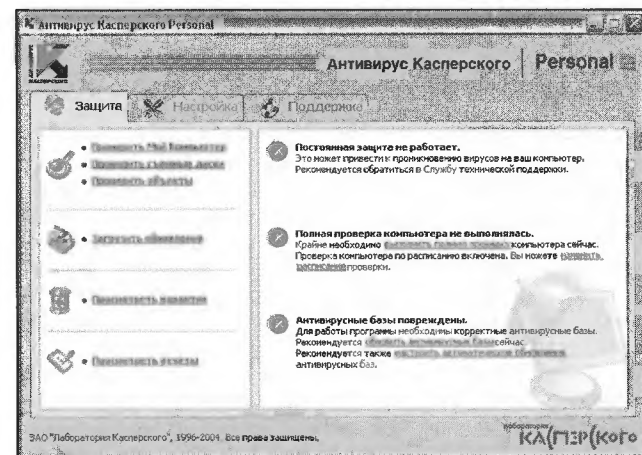 Антивирус Касперского Personal
КАСПЕРСКОГО
Антивирус Касперского Personal
Защита Настройка Поддержка
Проверить Мой Компьютер
Проверить съемные диски
Проверить объекты
Загрузить обновления
Просмотреть карантин
Просмотреть отчеты
Постоянная защита не работает.
Это может привести к проникновению вирусов на ваш компьютер.
Рекомендуется обратиться в Службу технической поддержки.
Полная проверка компьютера не выполнялась.
Крайне необходимо выполнить полную проверку компьютера сейчас.
Проверка компьютера по расписанию включена. Вы можете изменить
расписание проверки.
Антивирусные базы повреждены.
Для работы программы необходимы корректные антивирусные базы.
Рекомендуется обновить антивирусные базы сейчас.
Рекомендуется также настроить автоматическое обновление
антивирусных баз.
ЗАО "Лаборатория Касперского", 1996-2004. Все права защищены.
лаборатория
КАСПЕРСКОГО